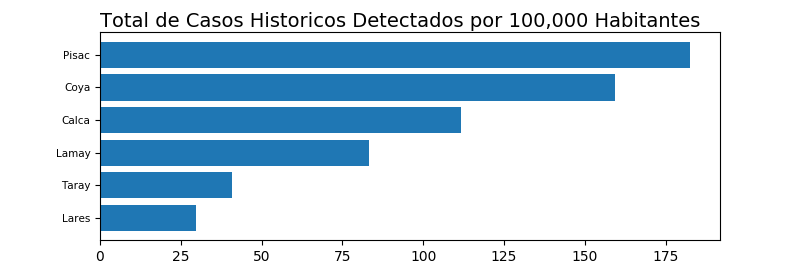 Total de Casos Historicos Detectados por 100,000 Habitantes
Pisac
Coya
Calca
Lamay
Taray
Lares
0 25 50 75 100 125 150 175